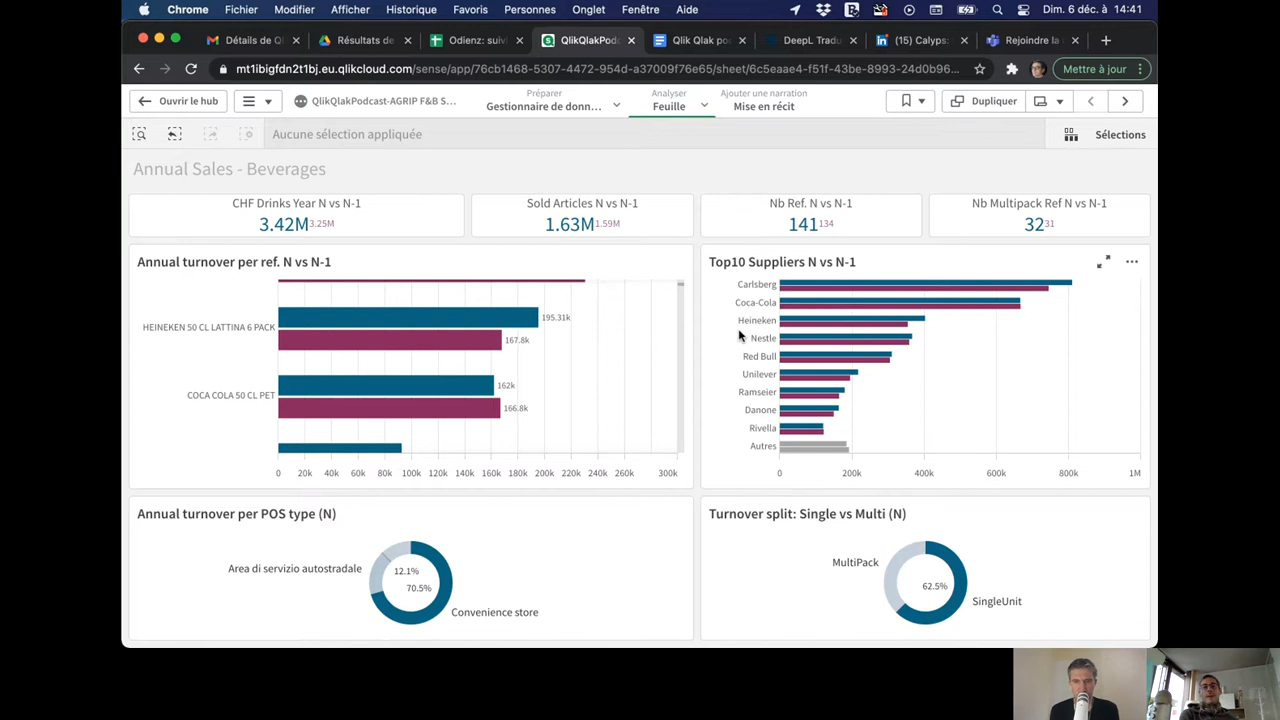 Chrome Fichier Modifier Afficher Historique Favoris Personnes Onglet Fenêtre Aide Dim. 6 déc. à 14:41
Détails de Q
Résultats de
Odienz: suivi
QlikQlakPod
Qlik Qlak po
DeepL Tradu
(15) Calyps:
Rejoindre la
mt1ibigfdn2t1bj.eu.qlikcloud.com/sense/app/76cb1468-5307-4472-954d-a37009f76e65/sheet/6c5eaae4-f51f-43be-8993-24d0b96...
Mettre à jour
Ouvrir le hub
QlikQlakPodcast-AGRIP F&B S...
Préparer
Gestionnaire de donn...
Analyser
Feuille
Ajouter une narration
Mise en récit
Dupliquer
Aucune sélection appliquée
Sélections
Annual Sales - Beverages
CHF Drinks Year N vs N-1
3.42M 3.25M
Sold Articles N vs N-1
1.63M 1.59M
Nb Ref. N vs N-1
141 134
Nb Multipack Ref N vs N-1
32 31
Annual turnover per ref. N vs N-1
HEINEKEN 50 CL LATTINA 6 PACK
195.31k
167.8k
COCA COLA 50 CL PET
162k
166.8k
0 20k 40k 60k 80k 100k 120k 140k 160k 180k 200k 220k 240k 260k 300k
Top10 Suppliers N vs N-1
Carlsberg
Coca-Cola
Heineken
Nestle
Red Bull
Unilever
Ramseier
Danone
Rivella
Autres
0 200k 400k 600k 800k 1M
Annual turnover per POS type (N)
Area di servizio autostradale
12.1%
70.5%
Convenience store
Turnover split: Single vs Multi (N)
MultiPack
62.5%
SingleUnit